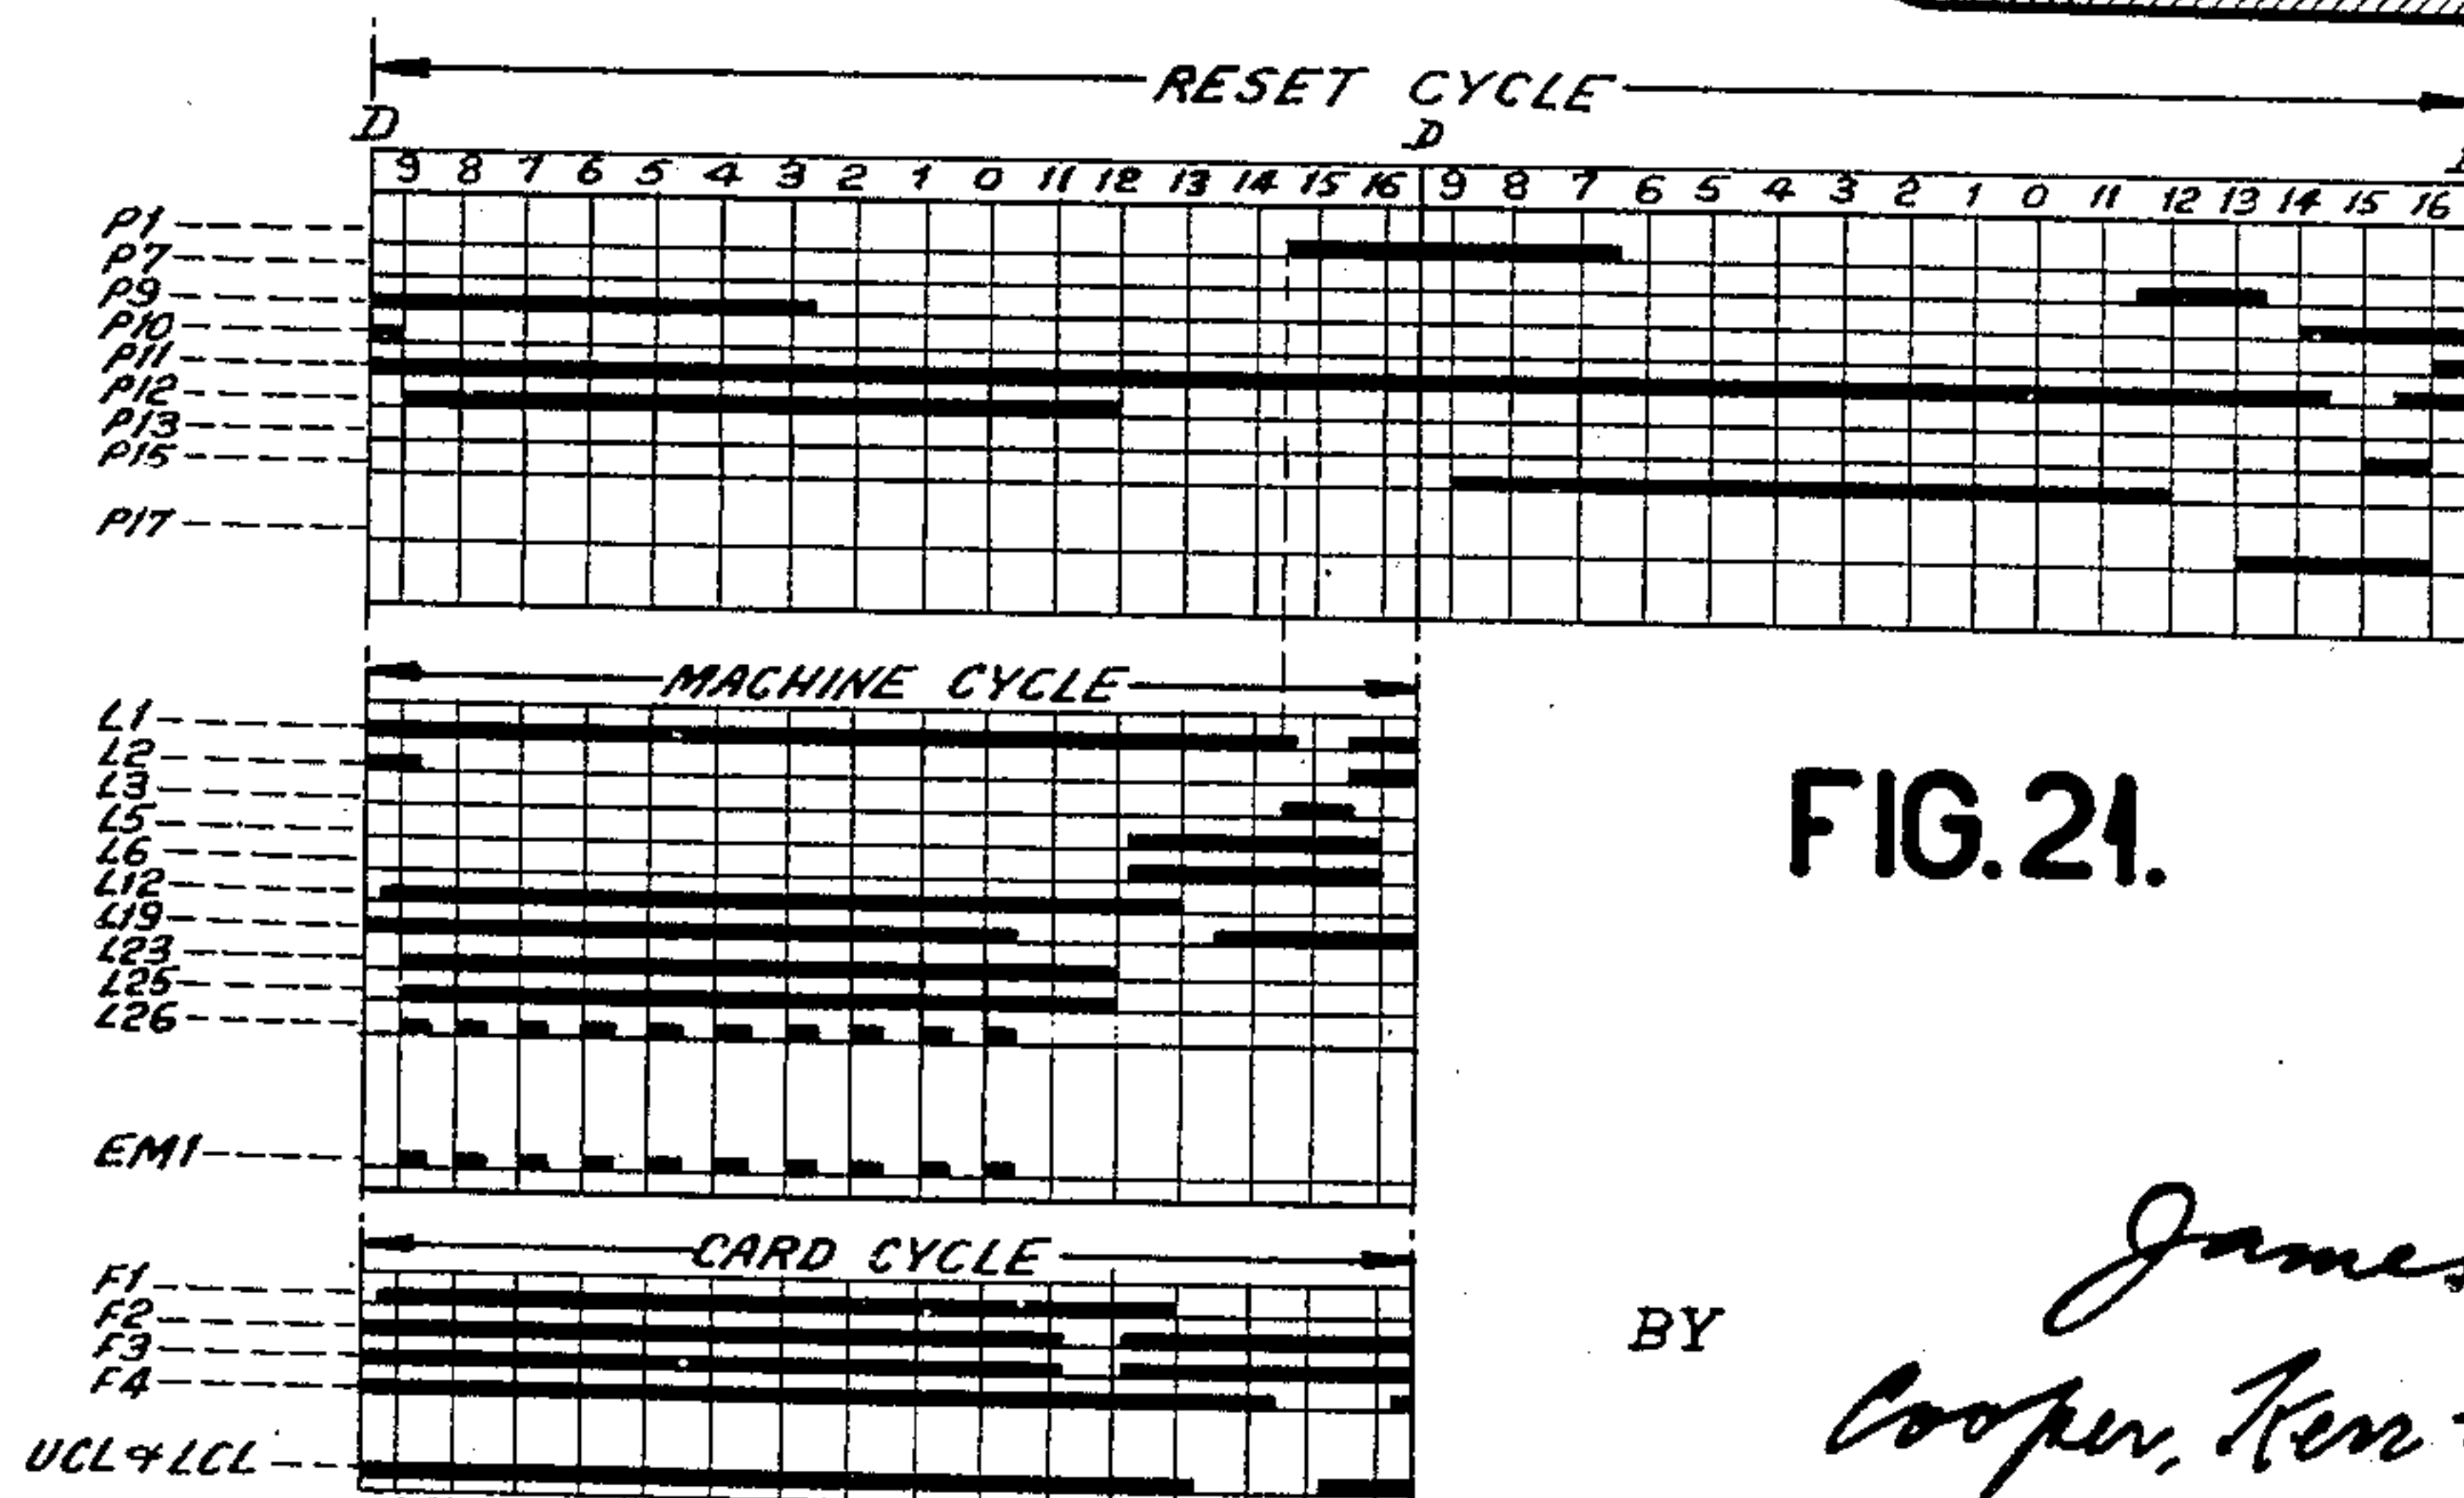 RESET CYCLE
D D
9 8 7 6 5 4 3 2 1 0 11 12 13 14 15 16 9 8 7 6 5 4 3 2 1 0 11 12 13 14 15 16
P1
P7
P9
P10
P11
P12
P13
P15
P17
MACHINE CYCLE
L1
L2
L3
L5
L6
L12
L19
L23
L25
L26
EM1
FIG.21.
CARD CYCLE
F1
F2
F3
F4
UCL & LCL
James
BY
Cooper, Kerr